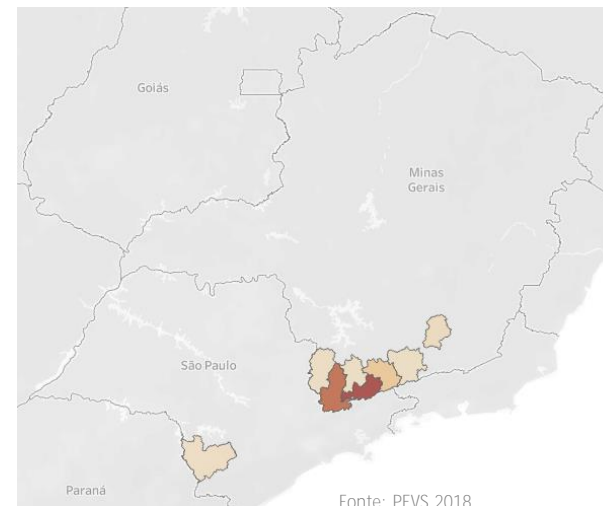 Goiás
Minas
Gerais
São Paulo
Paraná
Fonte: PEVS 2018